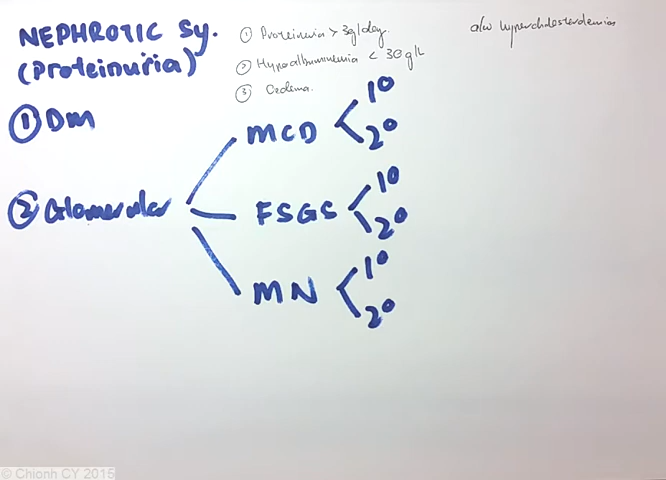 NEPHROTIC Sy.
(Proteinuria)
① Proteinuria > 3g/day.
② Hypoalbuminemia < 30g/L
③ Oedema.
a/w hypercholesterolemia
① DM
② Glomerular
MCD
1°
2°
FSGS
1°
2°
MN
1°
2°
© Chionh CY 2015